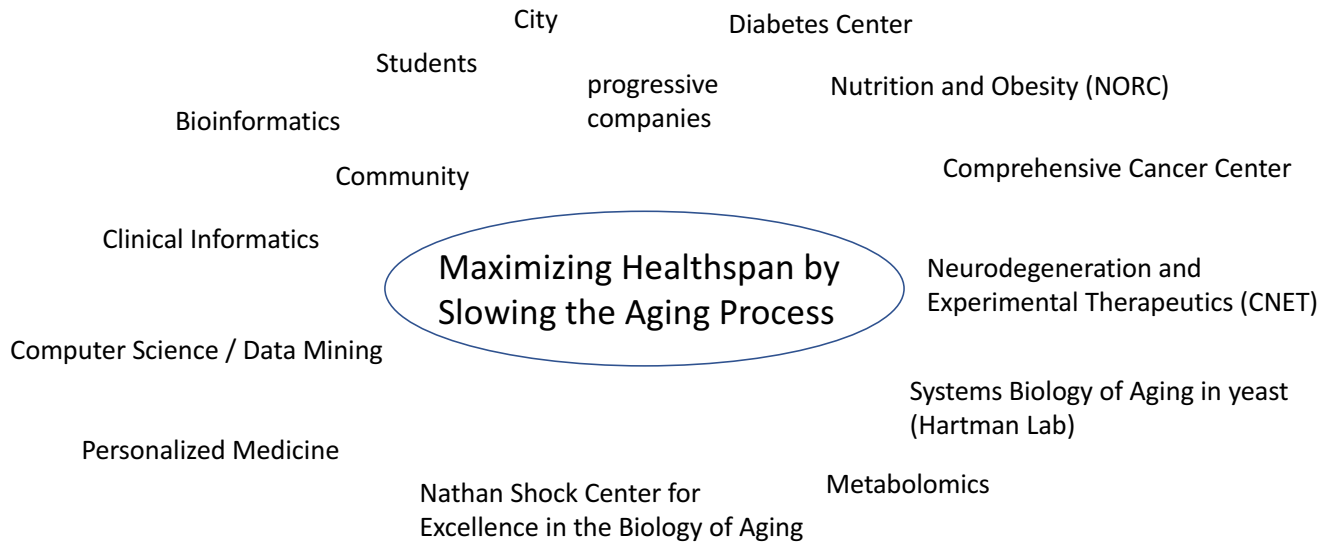 City
Diabetes Center
Students
progressive
companies
Nutrition and Obesity (NORC)
Bioinformatics
Community
Comprehensive Cancer Center
Clinical Informatics
Maximizing Healthspan by
Slowing the Aging Process
Neurodegeneration and
Experimental Therapeutics (CNET)
Computer Science / Data Mining
Systems Biology of Aging in yeast
(Hartman Lab)
Personalized Medicine
Nathan Shock Center for
Excellence in the Biology of Aging
Metabolomics